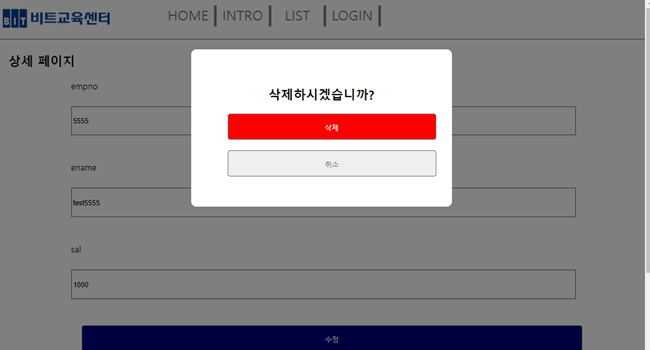 BIT 비트교육센터
HOME INTRO LIST LOGIN
상세 페이지
empno
5555
ename
test5555
sal
1000
수정
삭제하시겠습니까?
삭제
취소